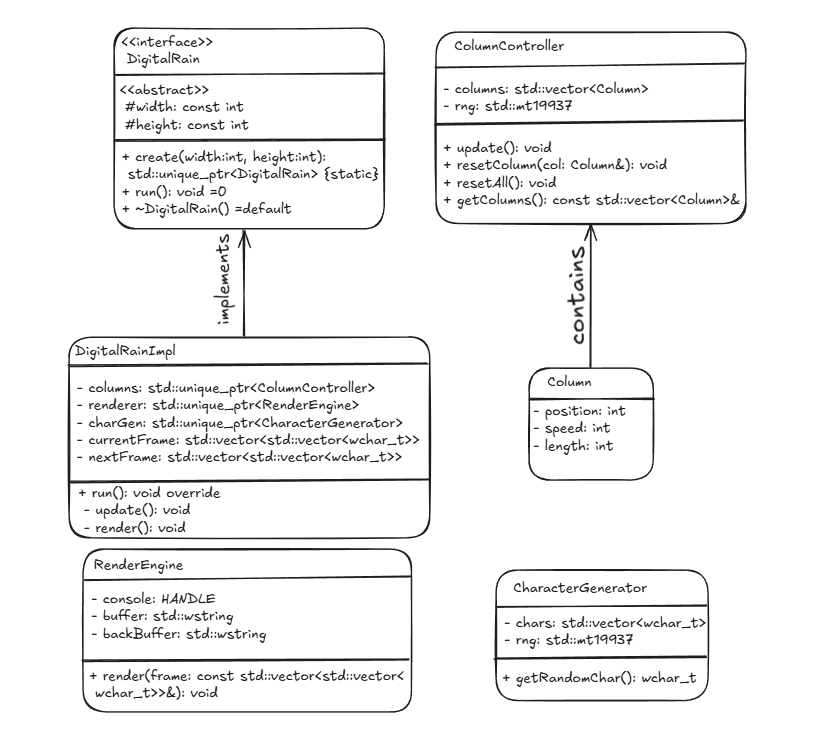 <<interface>>
DigitalRain
<<abstract>>
#width: const int
#height: const int
+ create(width:int, height:int):
std::unique_ptr<DigitalRain> {static}
+ run(): void =0
+ ~DigitalRain() =default
ColumnController
- columns: std::vector<Column>
- rng: std::mt19937
+ update(): void
+ resetColumn(col: Column&): void
+ resetAll(): void
+ getColumns(): const std::vector<Column>&
implements
contains
DigitalRainImpl
- columns: std::unique_ptr<ColumnController>
- renderer: std::unique_ptr<RenderEngine>
- charGen: std::unique_ptr<CharacterGenerator>
- currentFrame: std::vector<std::vector<wchar_t>>
- nextFrame: std::vector<std::vector<wchar_t>>
+ run(): void override
- update(): void
- render(): void
Column
- position: int
- speed: int
- length: int
RenderEngine
- console: HANDLE
- buffer: std::wstring
- backBuffer: std::wstring
+ render(frame: const std::vector<std::vector<
wchar_t>>&): void
CharacterGenerator
- chars: std::vector<wchar_t>
- rng: std::mt19937
+ getRandomChar(): wchar_t